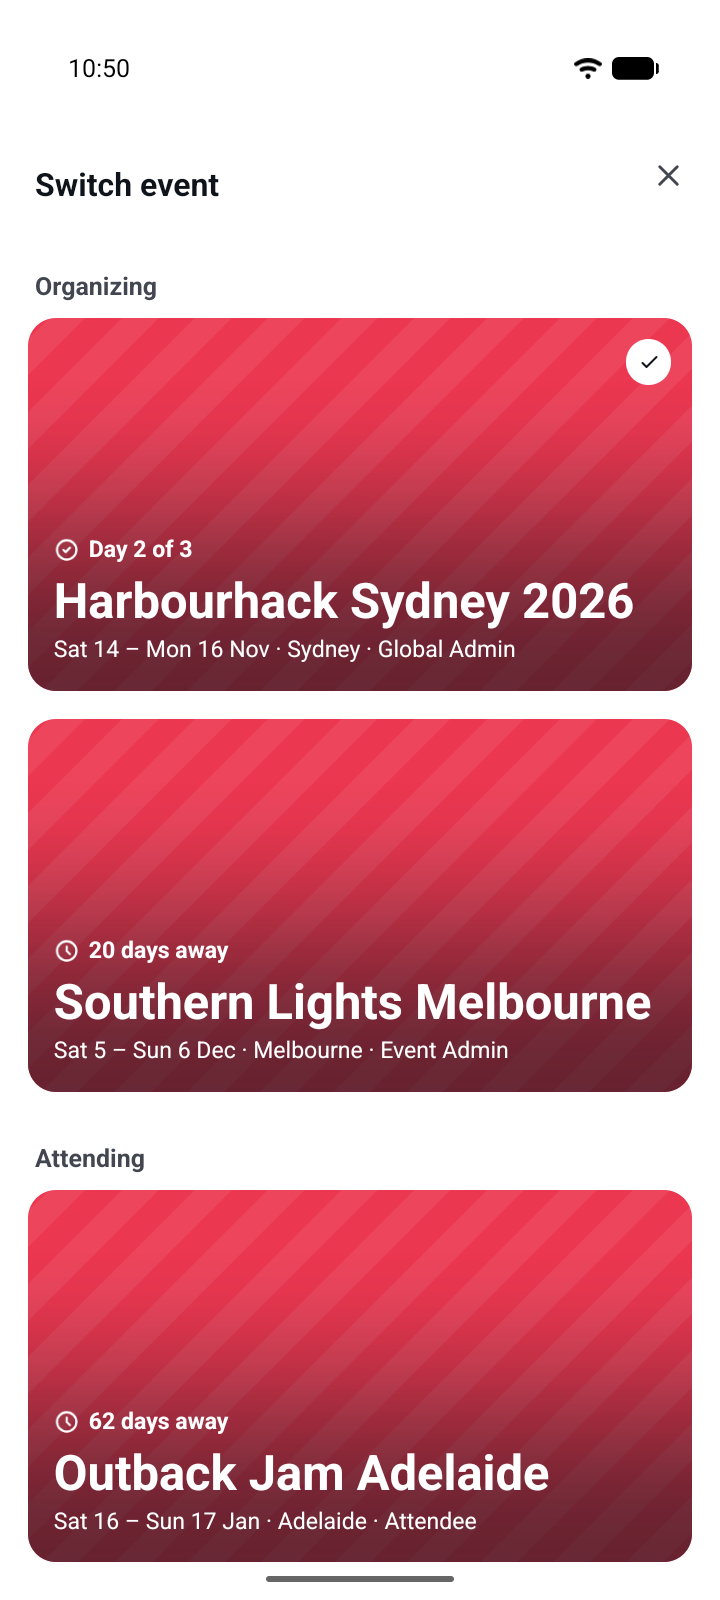 10:50
Switch event
Organizing
Day 2 of 3
Harbourhack Sydney 2026
Sat 14 – Mon 16 Nov · Sydney · Global Admin
20 days away
Southern Lights Melbourne
Sat 5 – Sun 6 Dec · Melbourne · Event Admin
Attending
62 days away
Outback Jam Adelaide
Sat 16 – Sun 17 Jan · Adelaide · Attendee